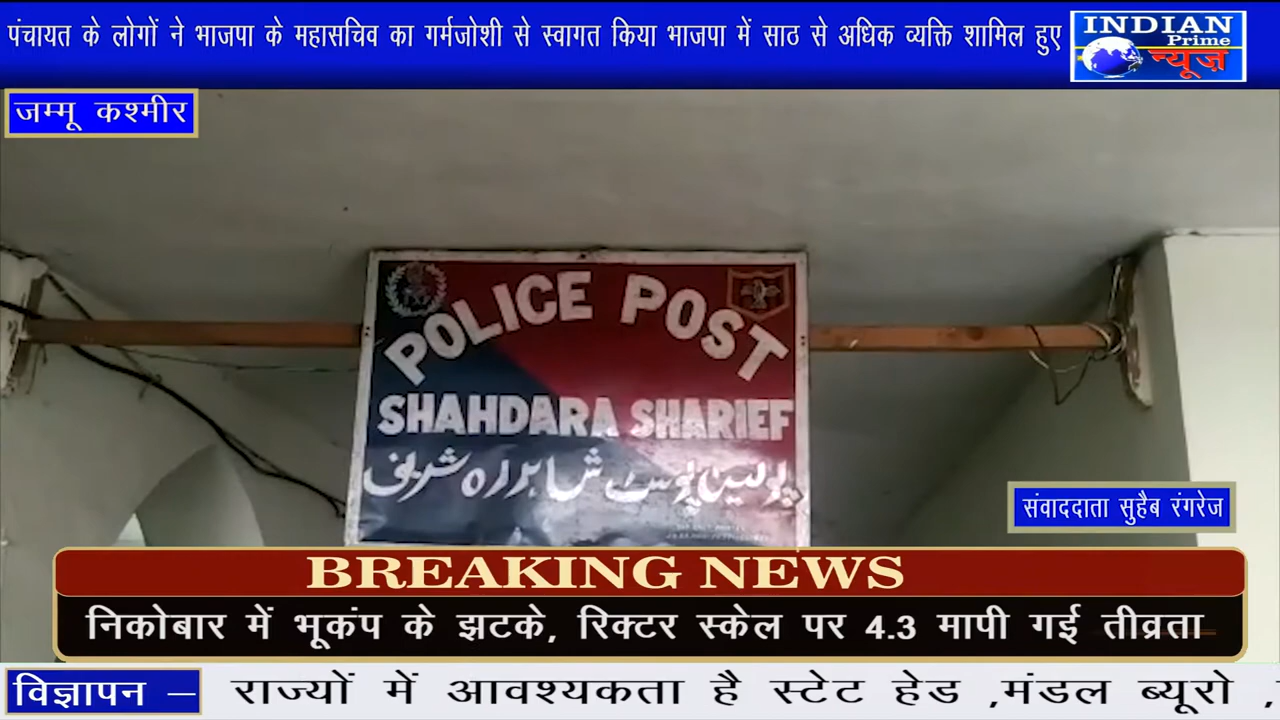 पंचायत के लोगों ने भाजपा के महासचिव का गर्मजोशी से स्वागत किया भाजपा में साठ से अधिक व्यक्ति शामिल हुए
INDIAN
Prime
न्यूज़
जम्मू कश्मीर
POLICE POST
SHAHDARA SHARIEF
پولیس پوسٹ شاہدرہ شریف
संवाददाता सुहैब रंगरेज
BREAKING NEWS
निकोबार में भूकंप के झटके, रिक्टर स्केल पर 4.3 मापी गई तीव्रता
विज्ञापन – राज्यों में आवश्यकता है स्टेट हेड ,मंडल ब्यूरो ,